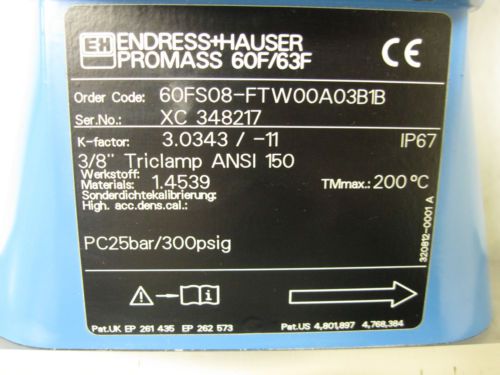 EH ENDRESS+HAUSER
PROMASS 60F/63F
CE
Order Code: 60FS08-FTW00A03B1B
Ser.No.: XC 348217
K-factor: 3.0343 / -11 IP67
3/8" Triclamp ANSI 150
Werkstoff:
Materials: 1.4539 TMmax.: 200 °C
Sonderdichtekalibrierung:
High. acc.dens.cal.:
PC25bar/300psig
320812-0001 A
i
Pat.UK EP 261 435 EP 262 573 Pat.US 4,801,897 4,768,384